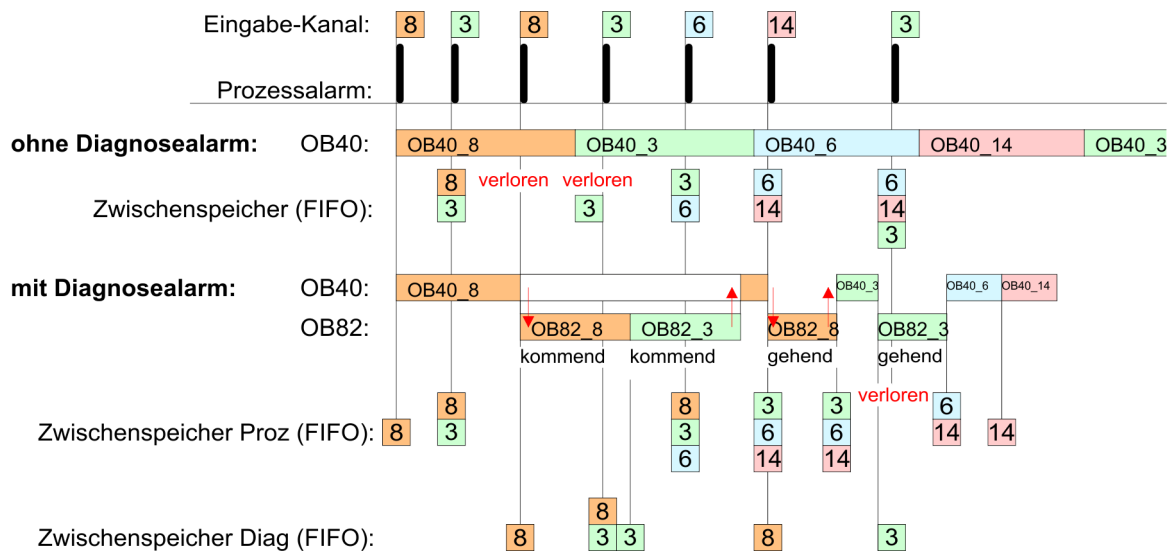 Eingabe-Kanal: 8 3 8 3 6 14 3
Prozessalarm:
ohne Diagnosealarm: OB40: OB40_8 OB40_3 OB40_6 OB40_14 OB40_3
8 verloren verloren 3 6 6
Zwischenspeicher (FIFO): 3 3 6 14 14
3
mit Diagnosealarm: OB40: OB40_8 OB40_3 OB40_6 OB40_14
OB82: OB82_8 OB82_3 OB82_8 OB82_3
kommend kommend gehend gehend
verloren
8 8 3 3 6
Zwischenspeicher Proz (FIFO): 8 3 3 6 6 14 14
6 14 14
8
Zwischenspeicher Diag (FIFO): 8 3 3 8 3